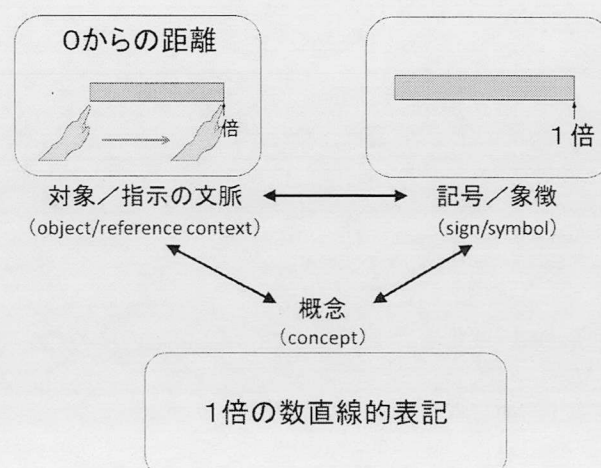 0からの距離
倍
1倍
対象／指示の文脈
(object/reference context)
記号／象徴
(sign/symbol)
概念
(concept)
1倍の数直線的表記